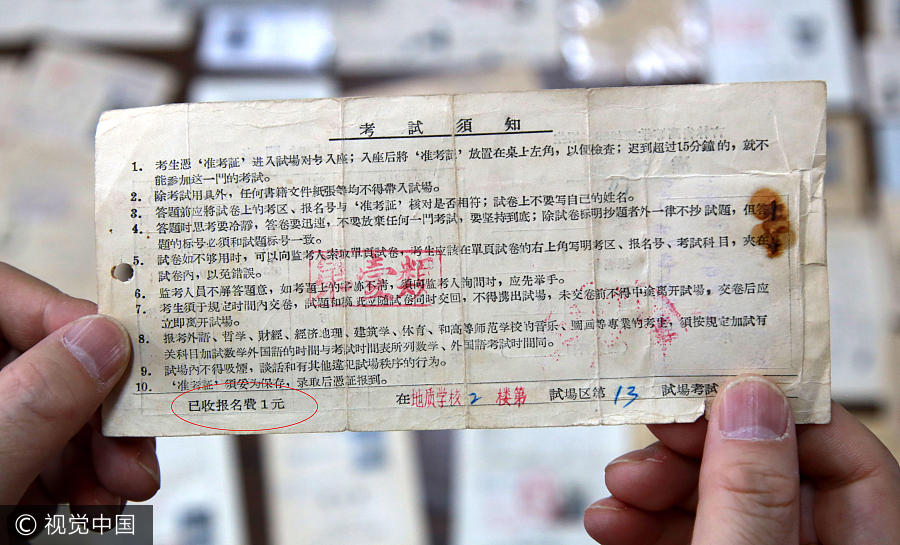 考試須知
1. 考生憑‘准考証’进入試場对号入座；入座后將‘准考証’放置在桌上左角，以便檢查；迟到超过15分鐘的，就不
能参加这一門的考試。
2. 除考試用具外，任何書籍文件紙張等均不得帶入試場。
3. 答題前应將試卷上的考区、报名号与‘准考証’核对是否相符；試卷上不要写自己的姓名。
4. 答題时思考要冷靜，答卷要迅速，不要放棄任何一門考試，要坚持到底；除試卷标明抄題者外一律不抄試題，但答
題的标号必須和試題标号一致。
5. 試卷如不够用时，可以向監考人索取單頁試卷，考生应該在單頁試卷的右上角写明考区、报名号、考試科目，夾在
試卷內，以免錯誤。
6. 監考人員不解答題意，如考題上的字跡不清，須向監考人詢問时，应先举手。
7. 考生須于規定时間內交卷，試題和稿紙应隨試卷同时交回，不得携出試場，未交卷前不得中途离开試場，交卷后应
立即离开試場。
8. 报考外語、哲学、財經、經济地理、建筑学、体育、和高等师范学校的音乐、圖画等專業的考生，須按規定加試有
关科目加試数学外国語的时間与考試时間表所列数学、外国語考試时間同。
9. 試場內不得吸煙，談話和有其他違犯試場秩序的行为。
10. ‘准考証’須妥为保存，录取后憑証报到。
已收报名費1元
在地质学校2楼第 試場区第13 試場考試
© 视觉中国